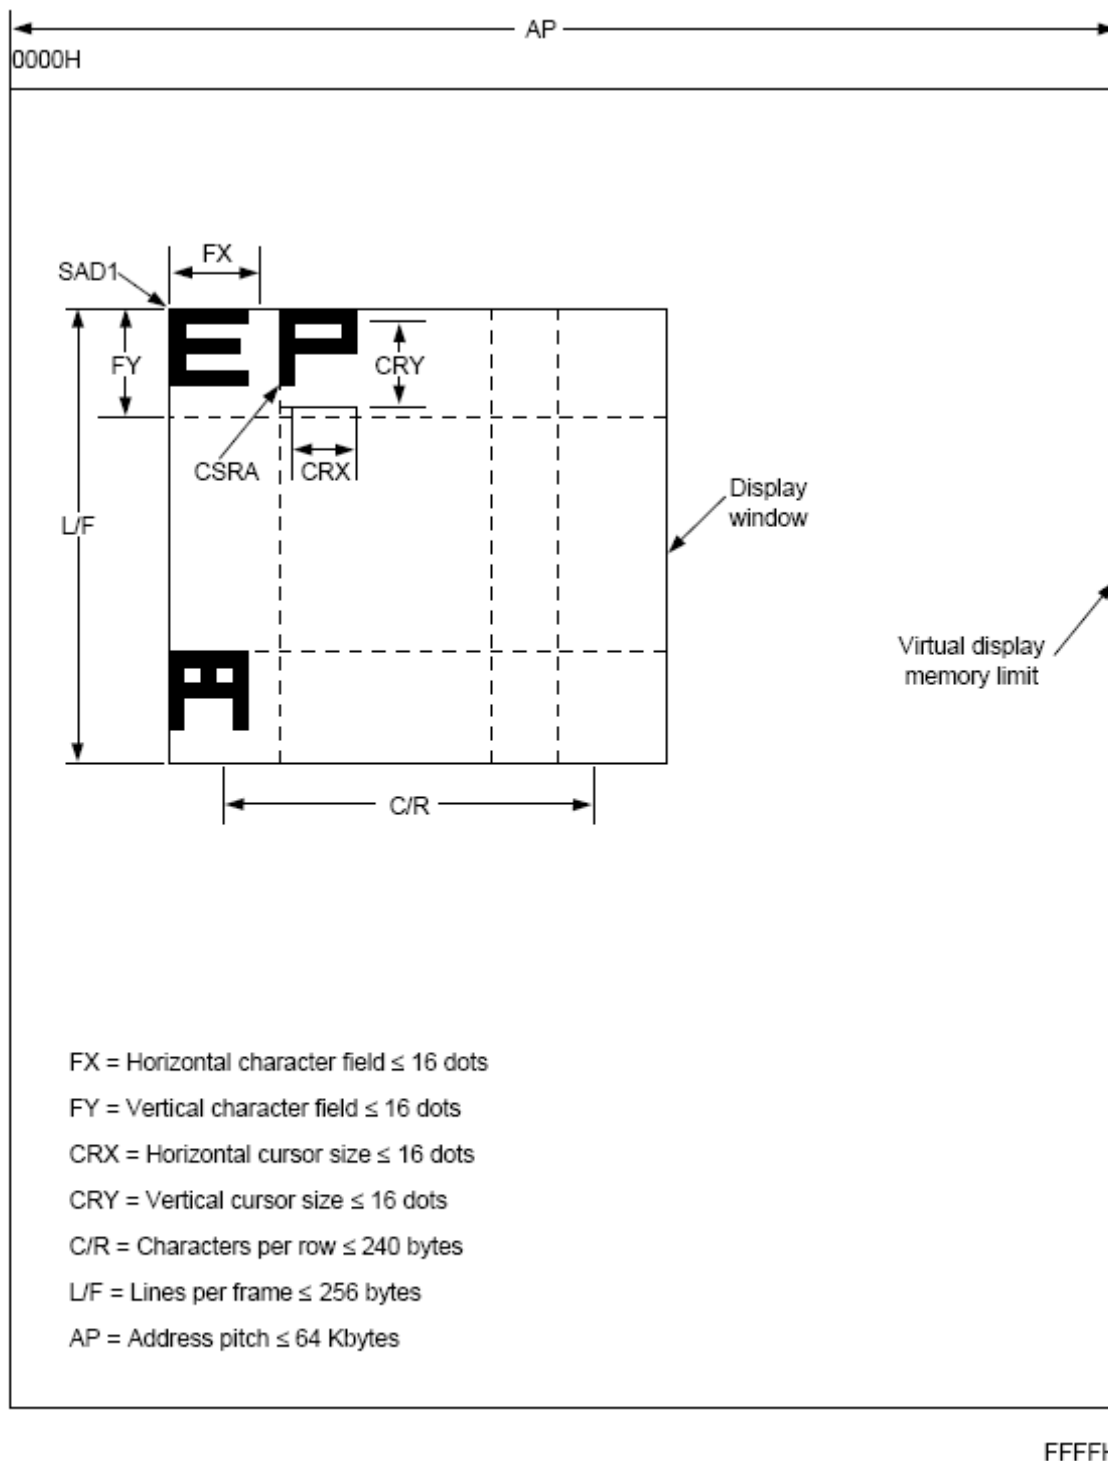 AP
0000H
FX
SAD1
FY
CRY
CSRA
CRX
L/F
Display
window
Virtual display
memory limit
C/R
FX = Horizontal character field ≤ 16 dots
FY = Vertical character field ≤ 16 dots
CRX = Horizontal cursor size ≤ 16 dots
CRY = Vertical cursor size ≤ 16 dots
C/R = Characters per row ≤ 240 bytes
L/F = Lines per frame ≤ 256 bytes
AP = Address pitch ≤ 64 Kbytes
FFFFH